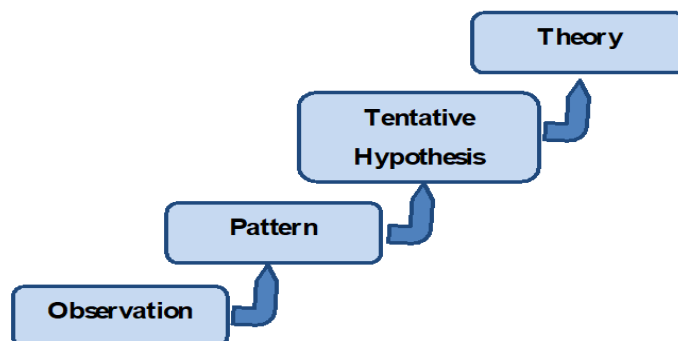 Theory
Tentative
Hypothesis
Pattern
Observation